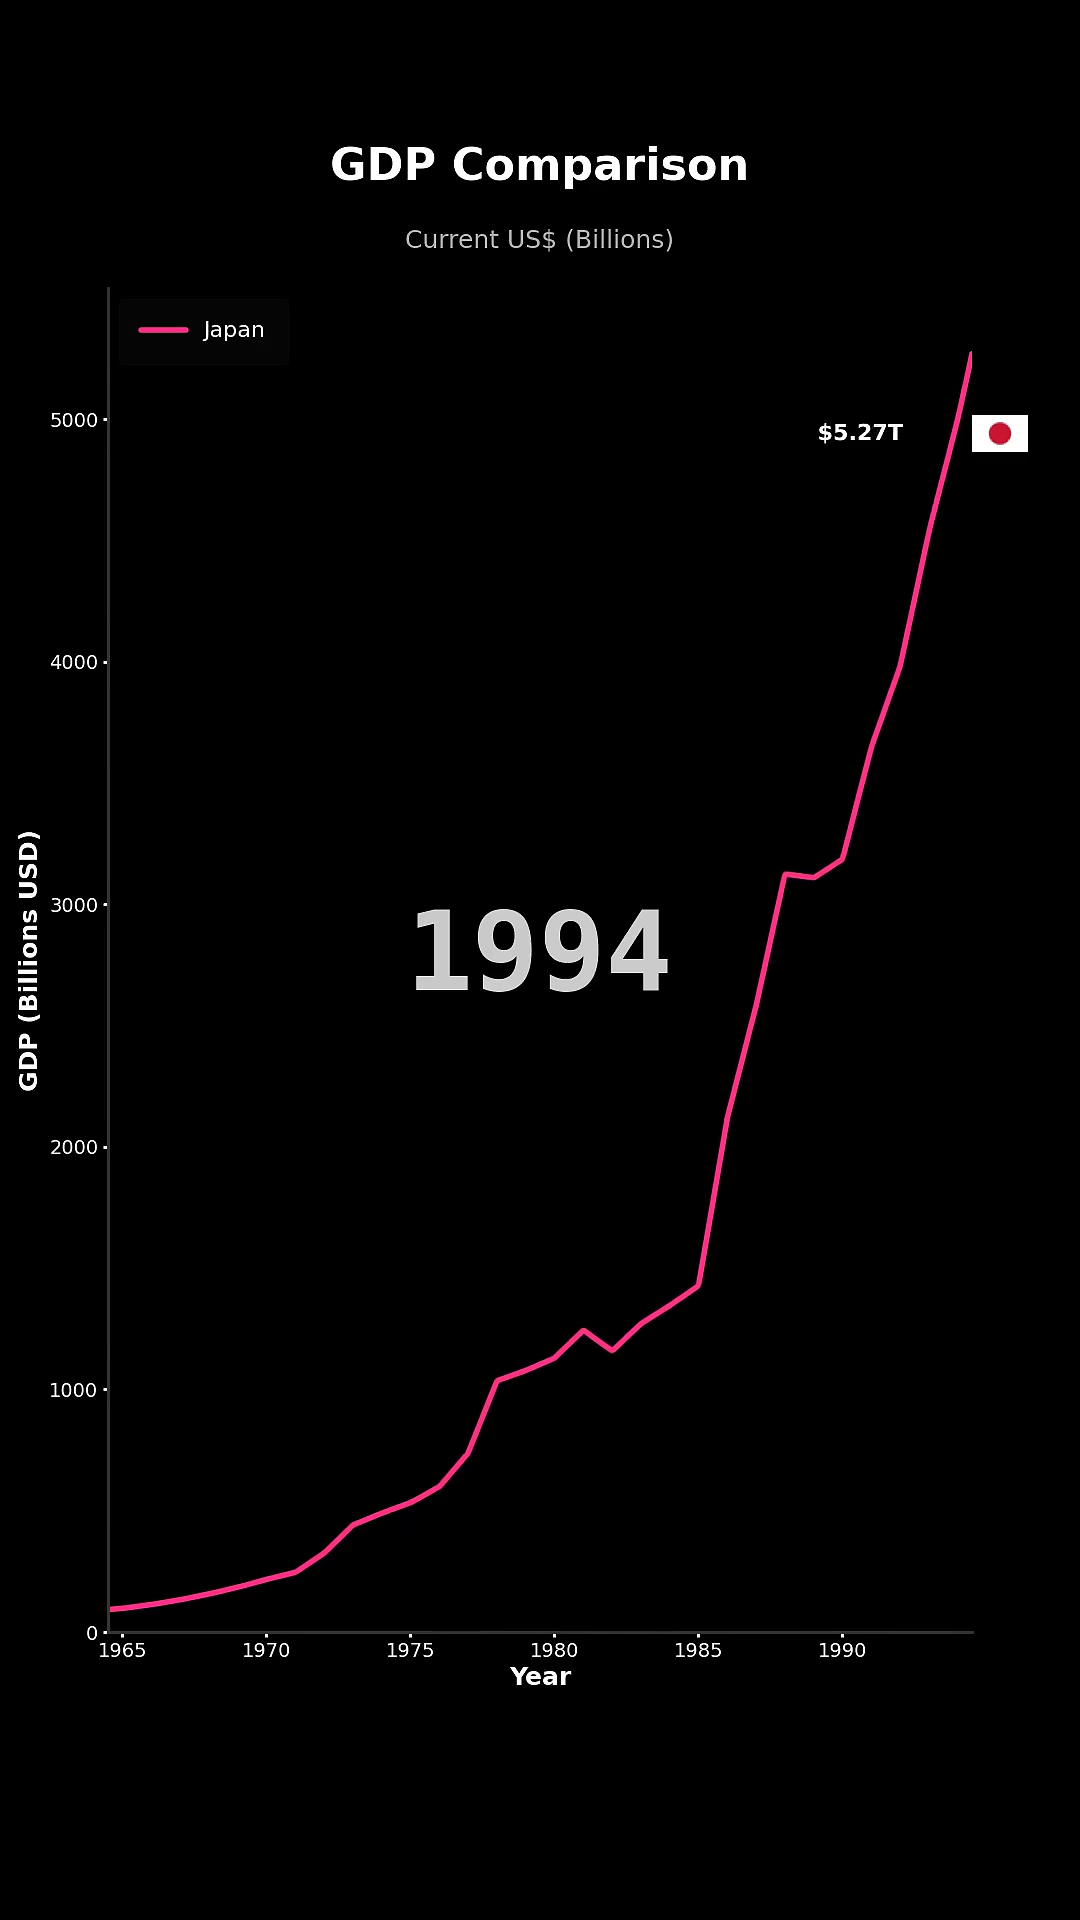 GDP Comparison
Current US$ (Billions)
Japan
5000
$5.27T
4000
3000
2000
1000
0
GDP (Billions USD)
1994
1965 1970 1975 1980 1985 1990
Year